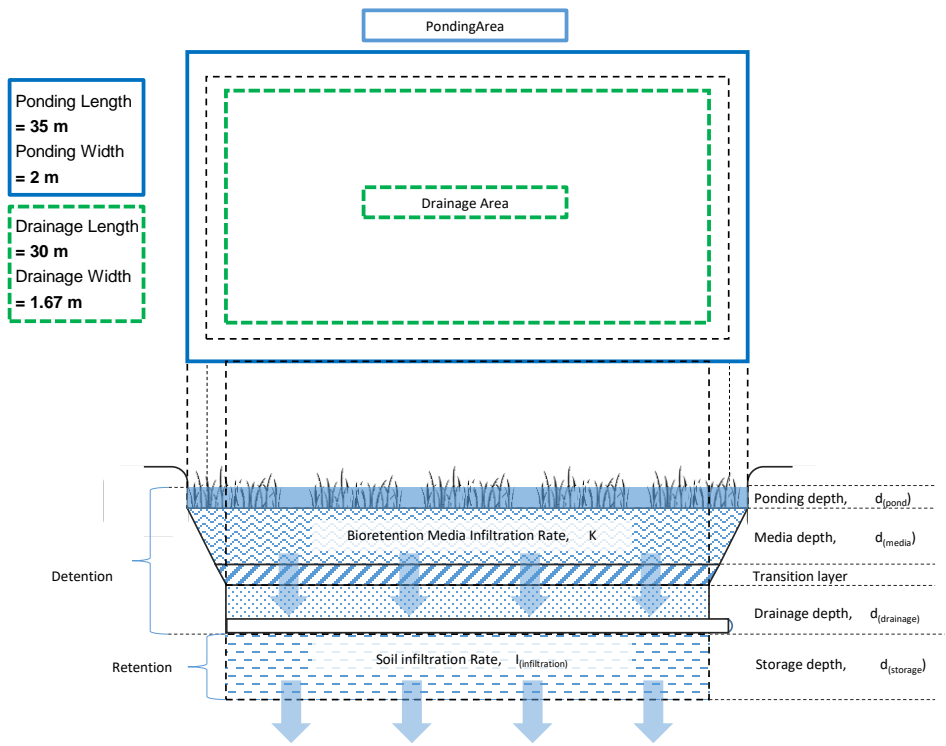 PondingArea
Ponding Length
= 35 m
Ponding Width
= 2 m
Drainage Length
= 30 m
Drainage Width
= 1.67 m
Drainage Area
Ponding depth, d(pond)
Bioretention Media Infiltration Rate, K
Media depth, d(media)
Detention
Transition layer
Drainage depth, d(drainage)
Retention
Soil infiltration Rate, I(infiltration)
Storage depth, d(storage)